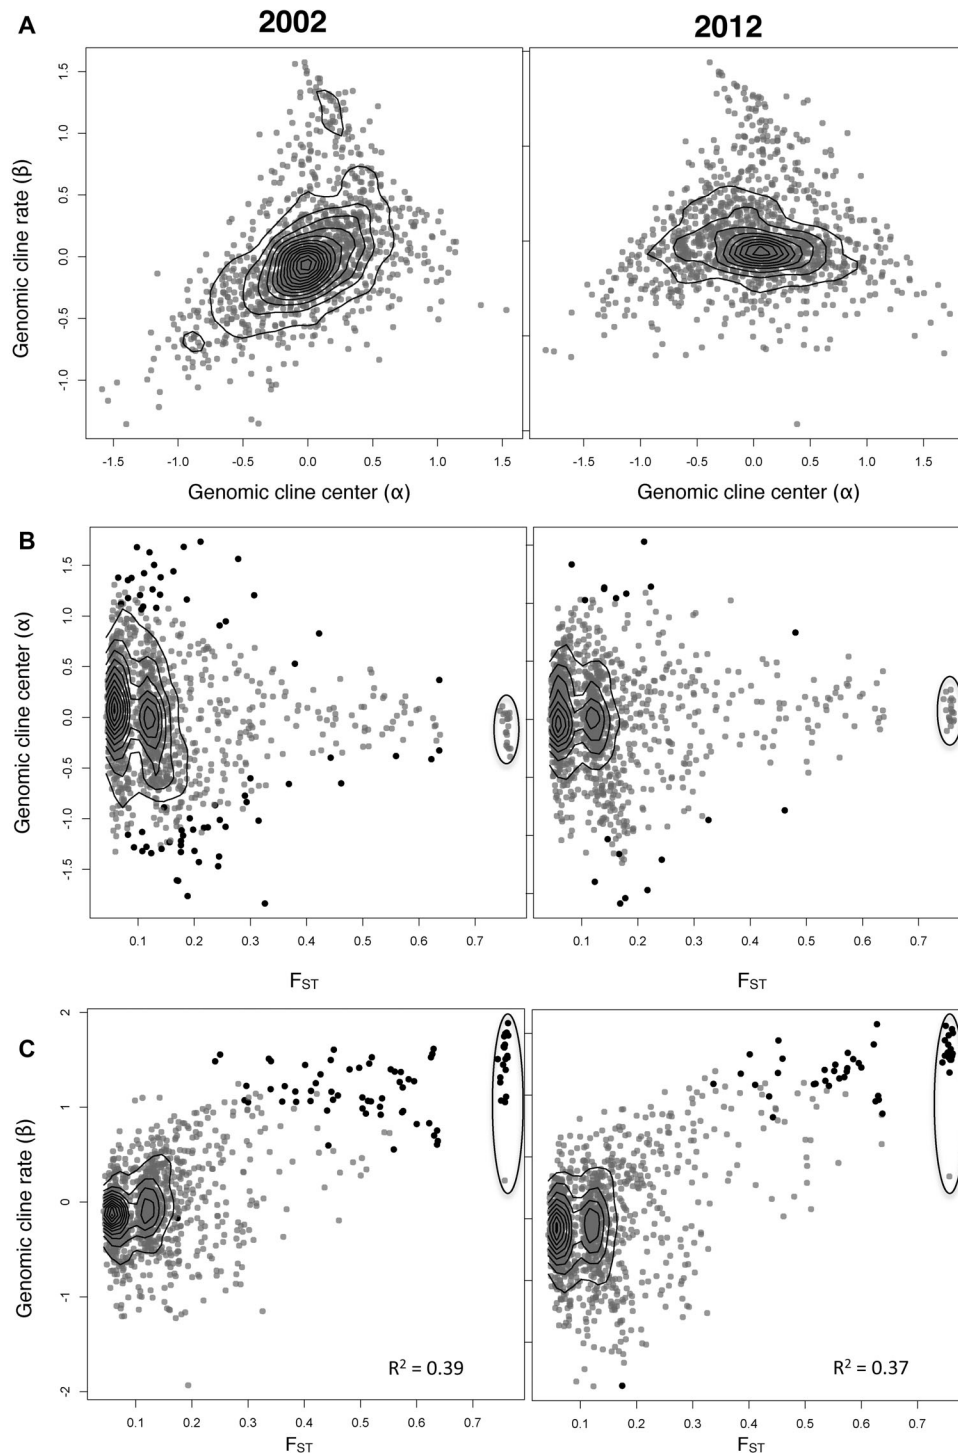 A
2002
2012
Genomic cline rate (β)
1.5
1.0
0.5
0.0
-0.5
-1.0
-1.5 -1.0 -0.5 0.0 0.5 1.0 1.5
-1.5 -1.0 -0.5 0.0 0.5 1.0 1.5
Genomic cline center (α)
Genomic cline center (α)
B
Genomic cline center (α)
1.5
1.0
0.5
0.0
-0.5
-1.0
-1.5
0.1 0.2 0.3 0.4 0.5 0.6 0.7
0.1 0.2 0.3 0.4 0.5 0.6 0.7
FST
FST
C
Genomic cline rate (β)
2
1
0
-1
-2
R² = 0.39
R² = 0.37
0.1 0.2 0.3 0.4 0.5 0.6 0.7
0.1 0.2 0.3 0.4 0.5 0.6 0.7
FST
FST